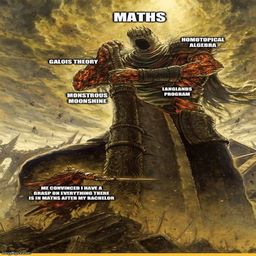 MATHS
HOMOTOPICAL
ALGEBRA
GALOIS THEORY
MONSTROUS
MOONSHINE
LANGLANDS
PROGRAM
ME CONVINCED I HAVE A
GRASP ON EVERYTHING THERE
IS IN MATHS AFTER MY BACHELOR